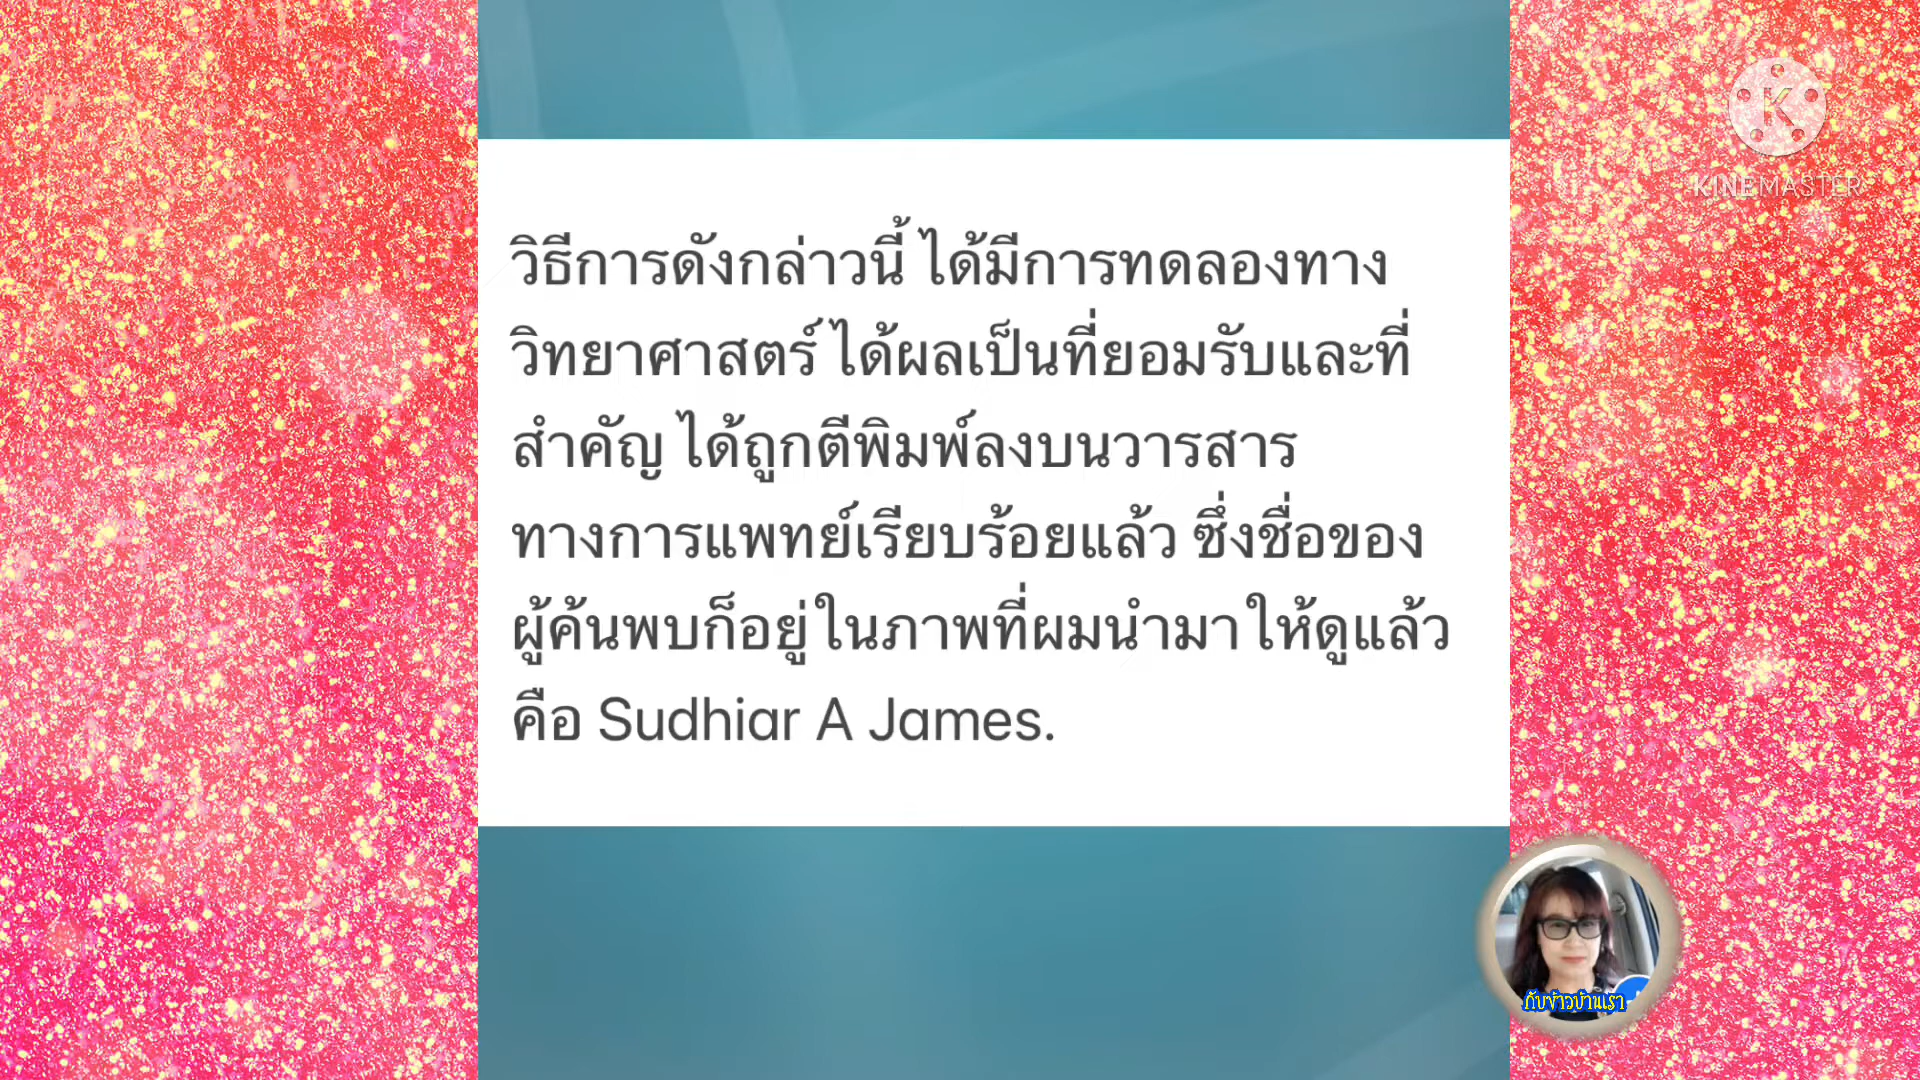 วิธีการดังกล่าวนี้ ได้มีการทดลองทาง
วิทยาศาสตร์ ได้ผลเป็นที่ยอมรับและที่
สำคัญ ได้ถูกตีพิมพ์ลงบนวารสาร
ทางการแพทย์เรียบร้อยแล้ว ซึ่งชื่อของ
ผู้ค้นพบก็อยู่ในภาพที่ผมนำมาให้ดูแล้ว
คือ Sudhiar A James.
K
KINEMASTER
กับข่าวบ้านเรา